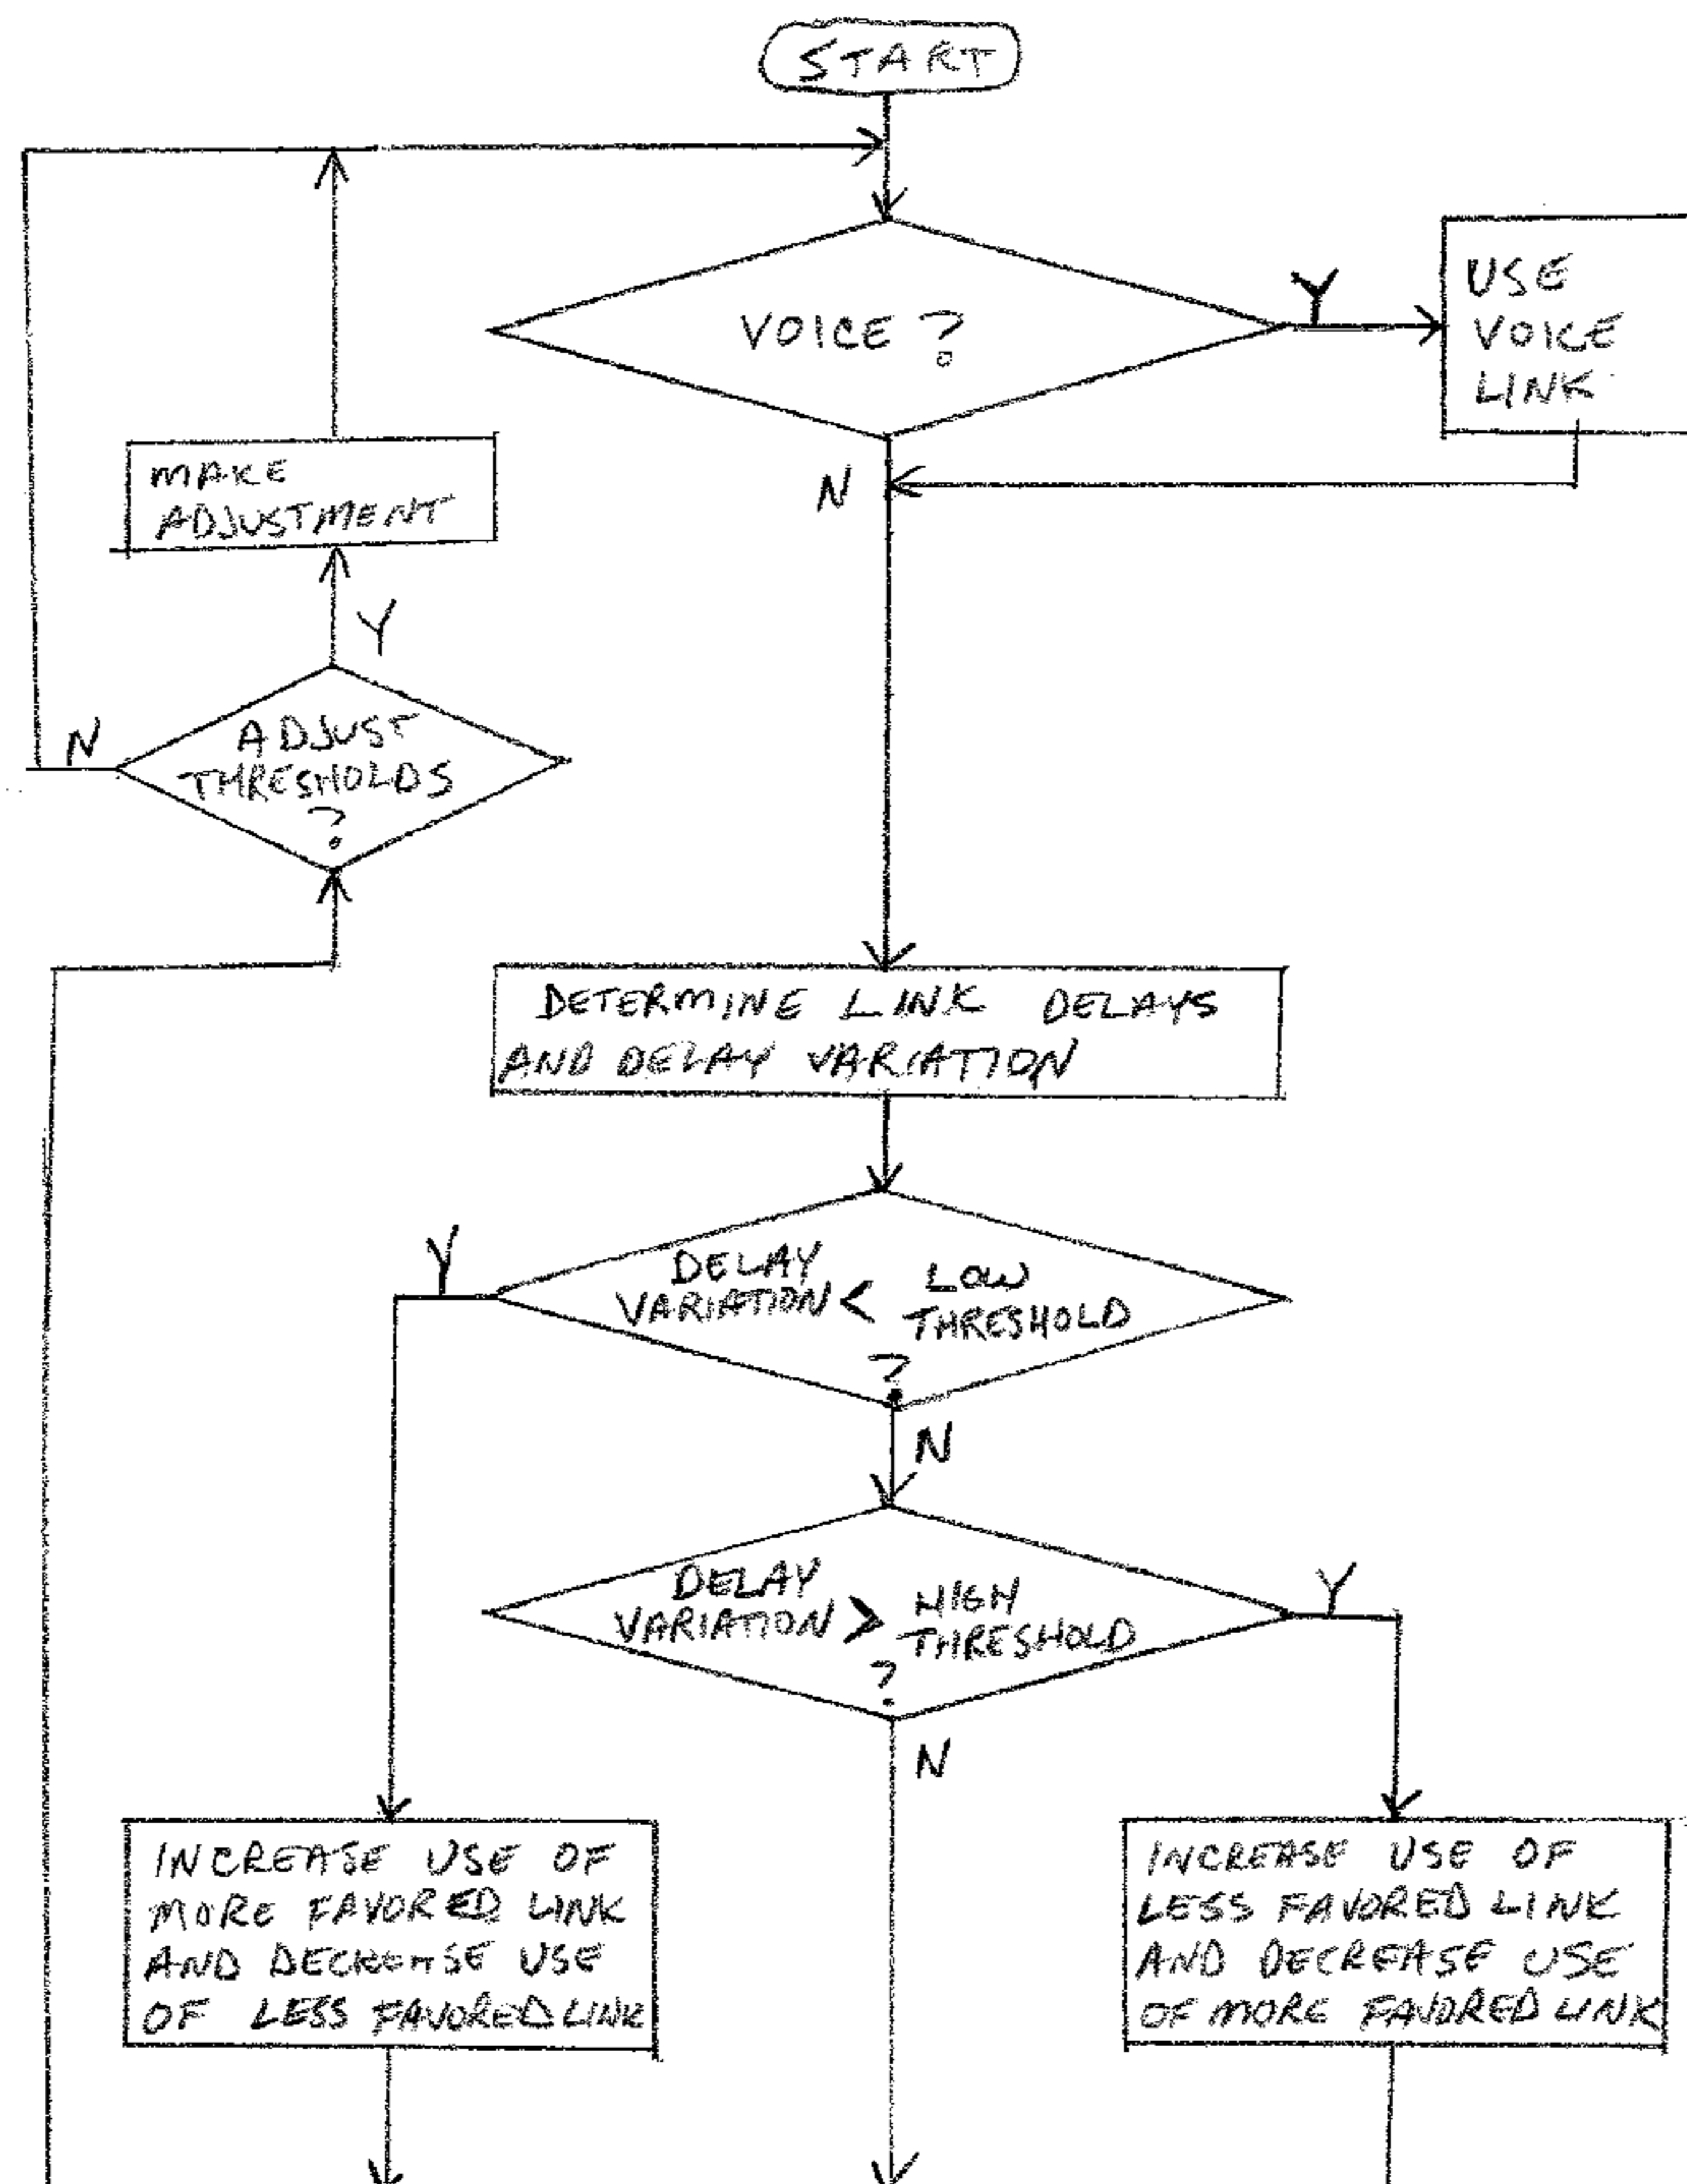 START
VOICE ?
Y
USE
VOICE
LINK
N
MAKE
ADJUSTMENT
Y
N
ADJUST
THRESHOLDS
?
DETERMINE LINK DELAYS
AND DELAY VARIATION
Y
DELAY
VARIATION < LOW
THRESHOLD
?
N
DELAY
VARIATION > HIGH
THRESHOLD
?
Y
N
INCREASE USE OF
MORE FAVORED LINK
AND DECREASE USE
OF LESS FAVORED LINK
INCREASE USE OF
LESS FAVORED LINK
AND DECREASE USE
OF MORE FAVORED LINK